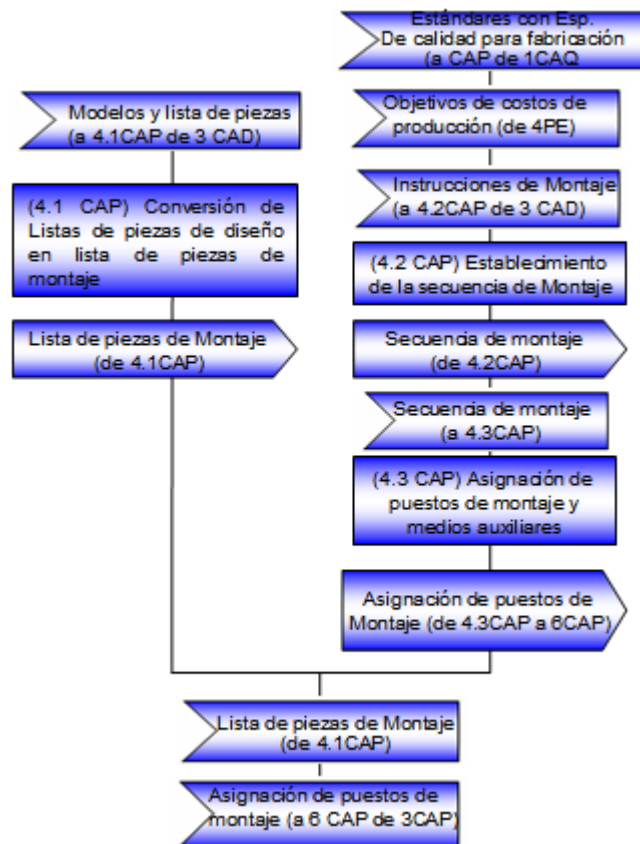 Estándares con Esp.
De calidad para fabricación
(a CAP de 1CAQ
Modelos y lista de piezas
(a 4.1CAP de 3 CAD)
Objetivos de costos de
producción (de 4PE)
Instrucciones de Montaje
(a 4.2CAP de 3 CAD)
(4.1 CAP) Conversión de
Listas de piezas de diseño
en lista de piezas de
montaje
(4.2 CAP) Establecimiento
de la secuencia de Montaje
Lista de piezas de Montaje
(de 4.1CAP)
Secuencia de montaje
(de 4.2CAP)
Secuencia de montaje
(a 4.3CAP)
(4.3 CAP) Asignación de
puestos de montaje y
medios auxiliares
Asignación de puestos de
Montaje (de 4.3CAP a 6CAP)
Lista de piezas de Montaje
(de 4.1CAP)
Asignación de puestos de
montaje (a 6 CAP de 3CAP)